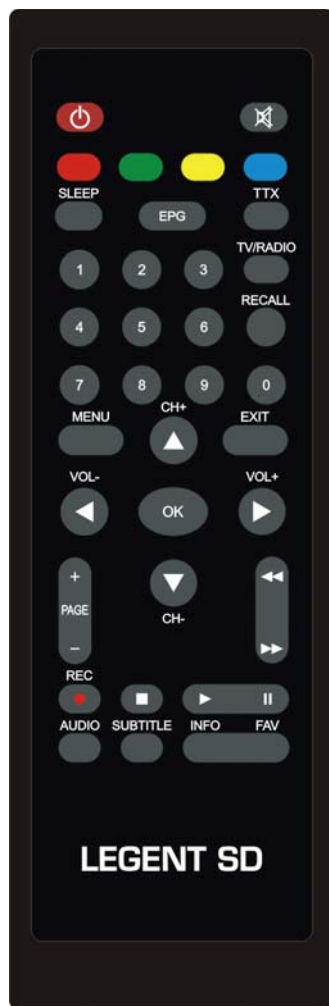 SLEEP
TTX
EPG
TV/RADIO
1 2 3
RECALL
4 5 6
7 8 9 0
CH+
MENU
EXIT
VOL-
VOL+
OK
+
PAGE
−
CH-
REC
AUDIO SUBTITLE INFO FAV
LEGENT SD